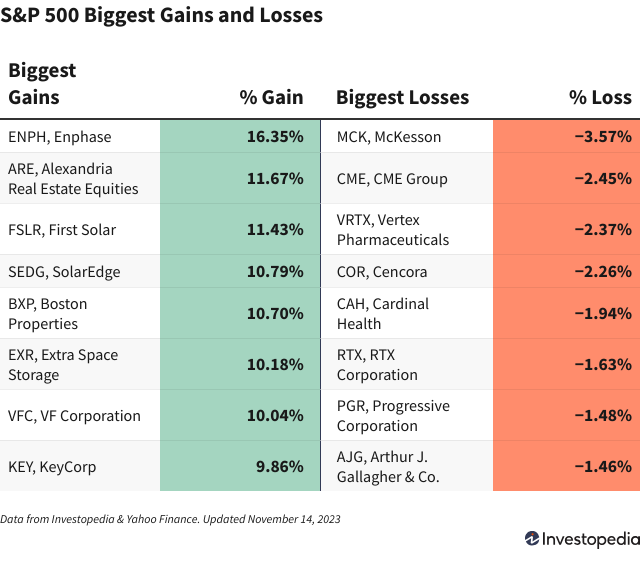 S&P 500 Biggest Gains and Losses
Biggest
Gains
% Gain
Biggest Losses
% Loss
ENPH, Enphase
16.35%
MCK, McKesson
−3.57%
ARE, Alexandria
Real Estate Equities
11.67%
CME, CME Group
−2.45%
FSLR, First Solar
11.43%
VRTX, Vertex
Pharmaceuticals
−2.37%
SEDG, SolarEdge
10.79%
COR, Cencora
−2.26%
BXP, Boston
Properties
10.70%
CAH, Cardinal
Health
−1.94%
EXR, Extra Space
Storage
10.18%
RTX, RTX
Corporation
−1.63%
VFC, VF Corporation
10.04%
PGR, Progressive
Corporation
−1.48%
KEY, KeyCorp
9.86%
AJG, Arthur J.
Gallagher & Co.
−1.46%
Data from Investopedia & Yahoo Finance. Updated November 14, 2023
Investopedia